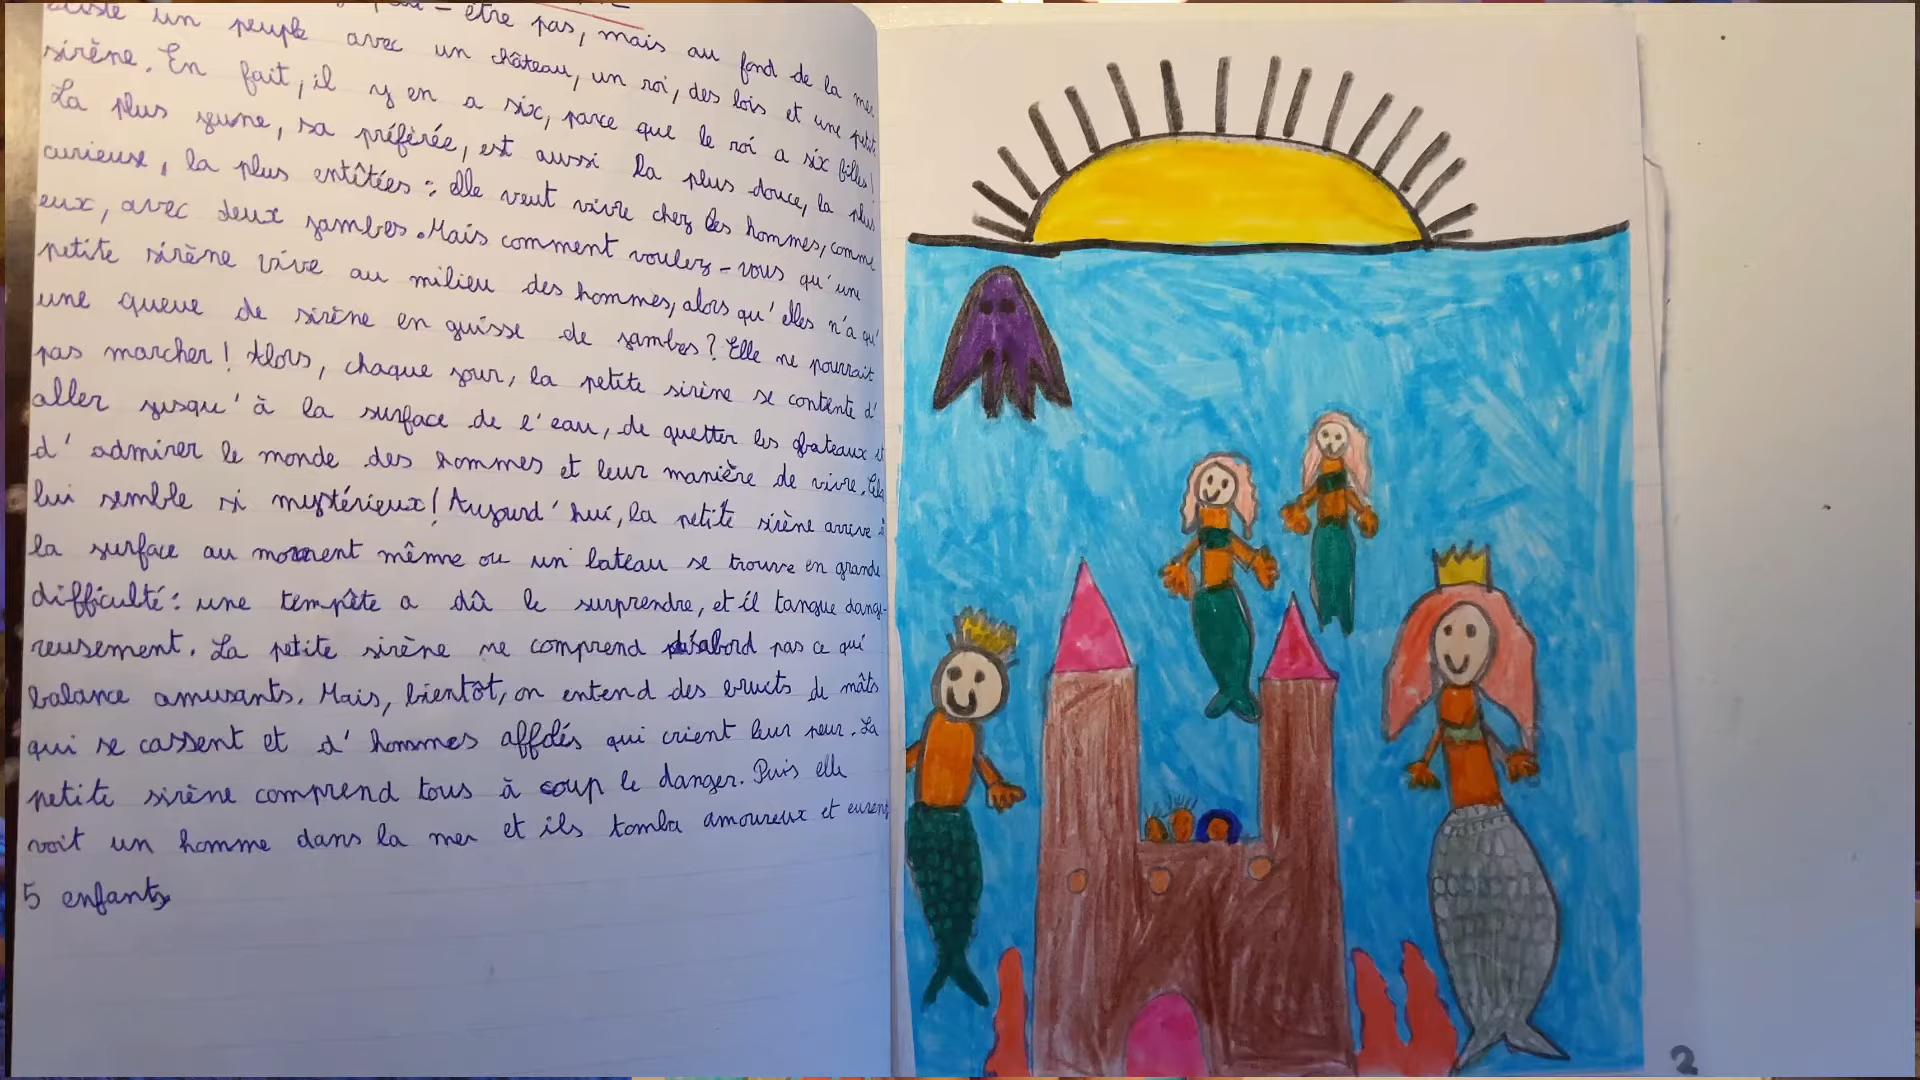 existe un peuple avec un château, un roi, des lois et une petite
sirène. En fait, il y en a six, parce que le roi a six filles!
La plus jeune, sa préférée, est aussi la plus douce, la plus
curieuse, la plus entîtées : elle veut vivre chez les hommes, comme
eux, avec deux jambes. Mais comment voulez-vous qu'une
petite sirène vive au milieu des hommes, alors qu'elles n'a qu'
une queue de sirène en guisse de jambes? Elle ne pourrait
pas marcher! Alors, chaque jour, la petite sirène se contente d'
aller jusqu'à la surface de l'eau, de guetter les bateaux et
d'admirer le monde des hommes et leur manière de vivre. Cela
lui semble si mystérieux! Aujourd'hui, la petite sirène arrive à
la surface au moment même ou un bateau se trouve en grande
difficulté : une tempête a dû le surprendre, et il tangue dange-
reusement. La petite sirène ne comprend d'abord pas ce qui
balance amusants. Mais, bientôt, on entend des bructs de mâts
qui se cassent et d'hommes affolés qui crient leur peur. La
petite sirène comprend tous à coup le danger. Puis elle
voit un homme dans la mer et ils tomba amoureux et eurent
5 enfants
2